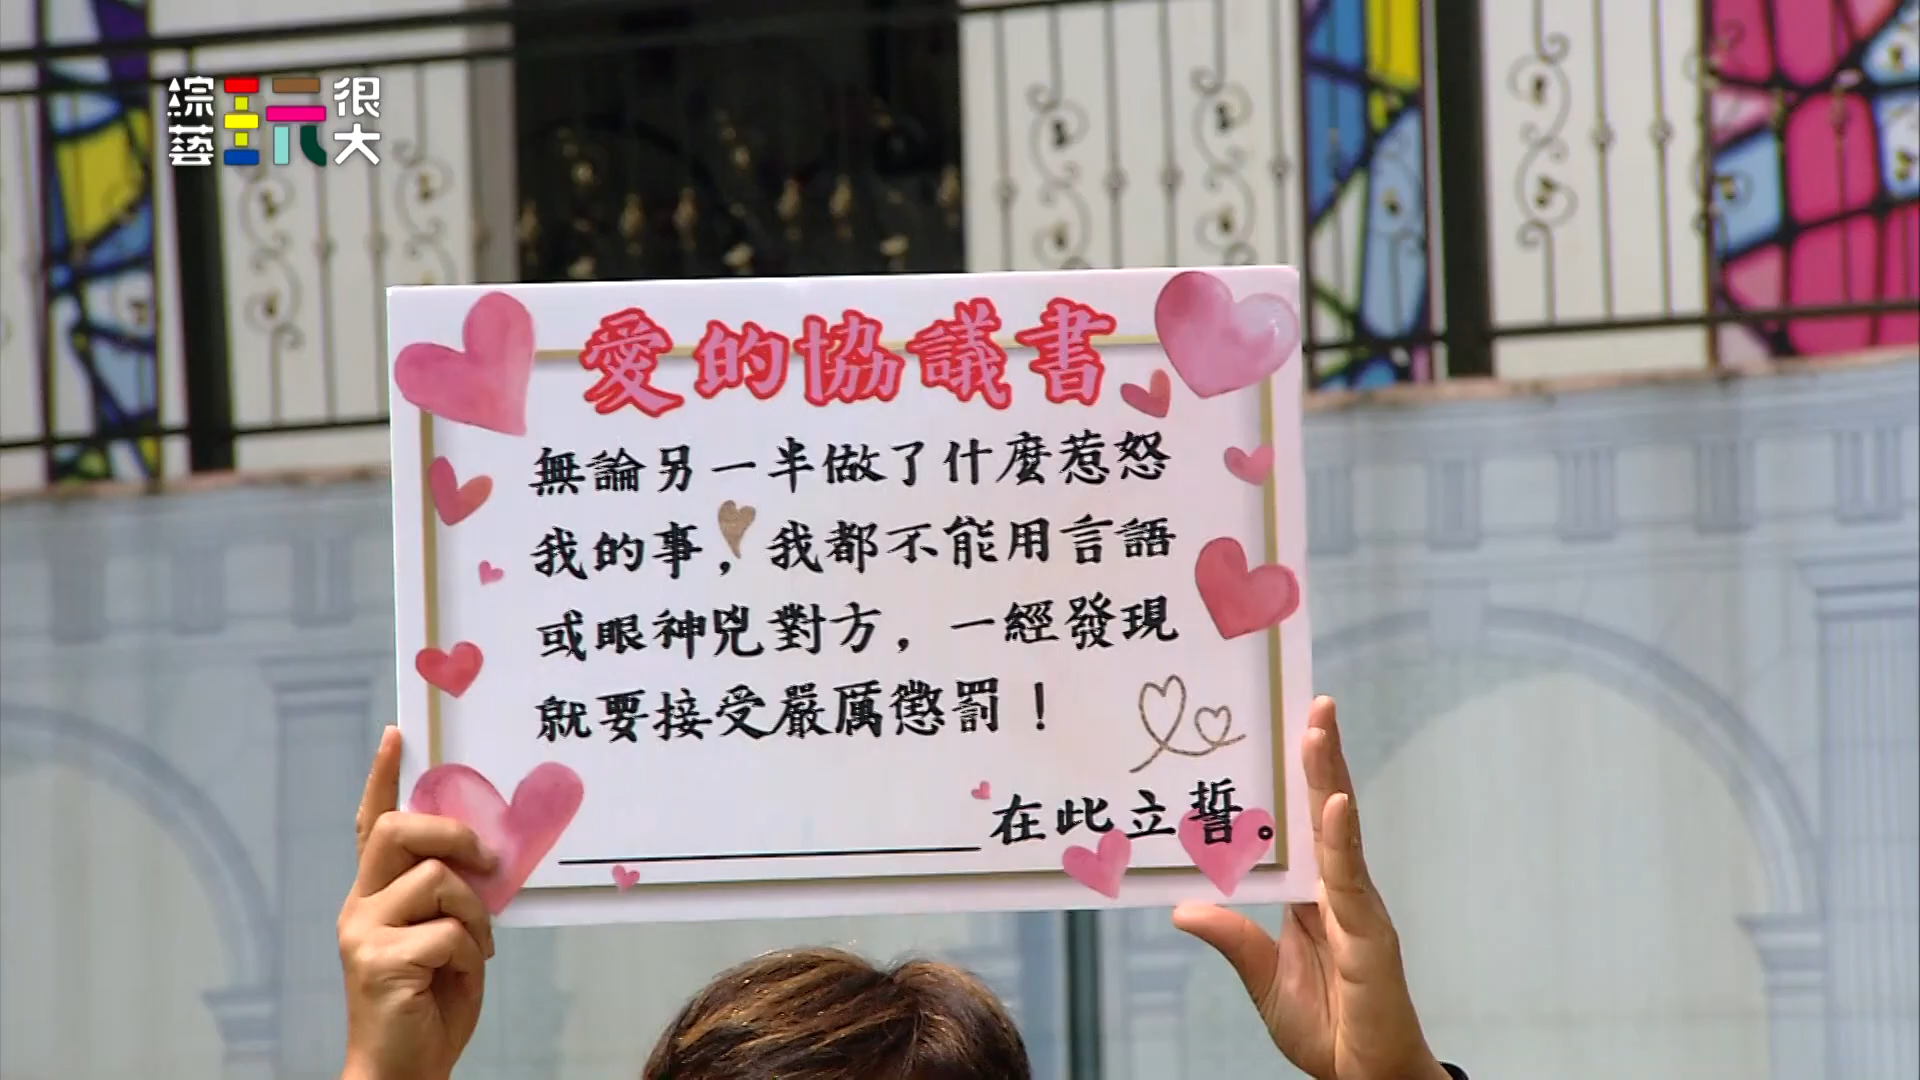 綜藝玩很大
愛的協議書
無論另一半做了什麼惹怒
我的事，我都不能用言語
或眼神兇對方，一經發現
就要接受嚴厲懲罰！
在此立誓。